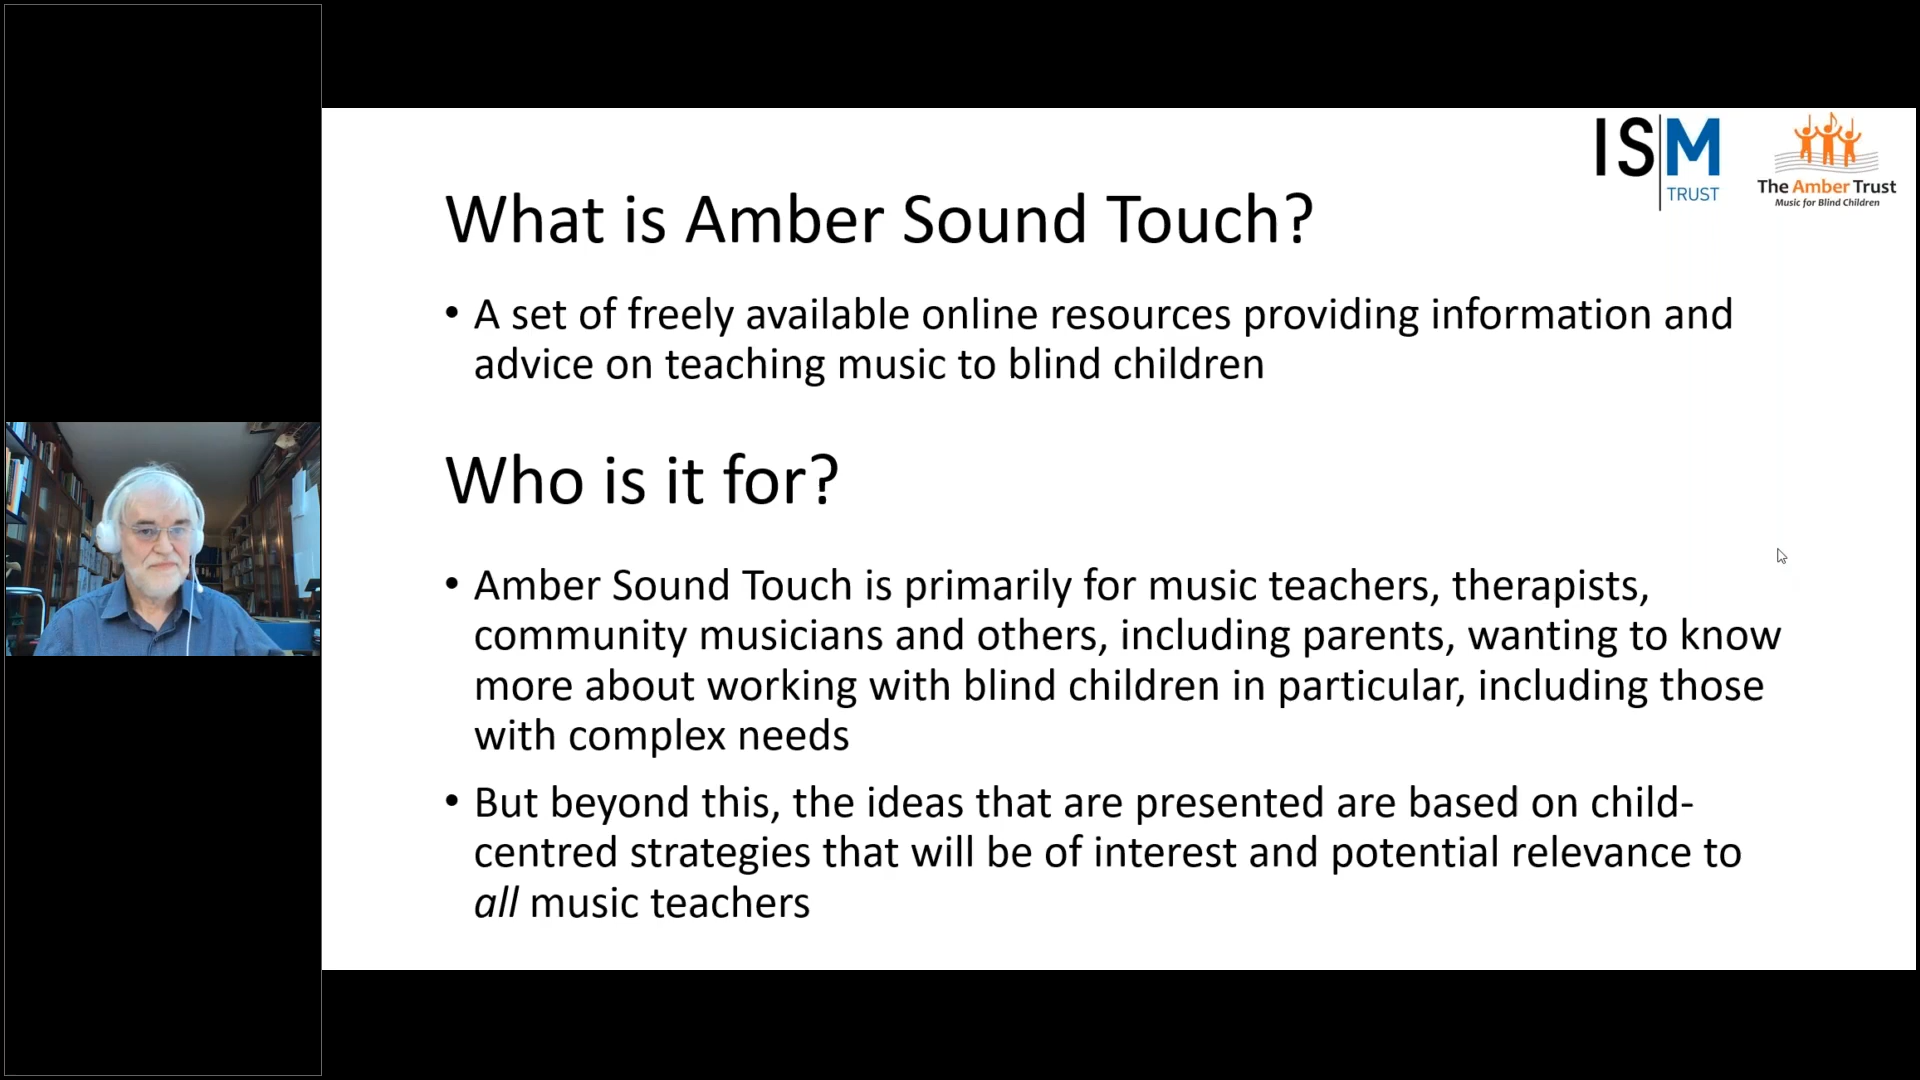 ISM
TRUST
The Amber Trust
Music for Blind Children
What is Amber Sound Touch?
• A set of freely available online resources providing information and
advice on teaching music to blind children
Who is it for?
• Amber Sound Touch is primarily for music teachers, therapists,
community musicians and others, including parents, wanting to know
more about working with blind children in particular, including those
with complex needs
• But beyond this, the ideas that are presented are based on child-
centred strategies that will be of interest and potential relevance to
all music teachers